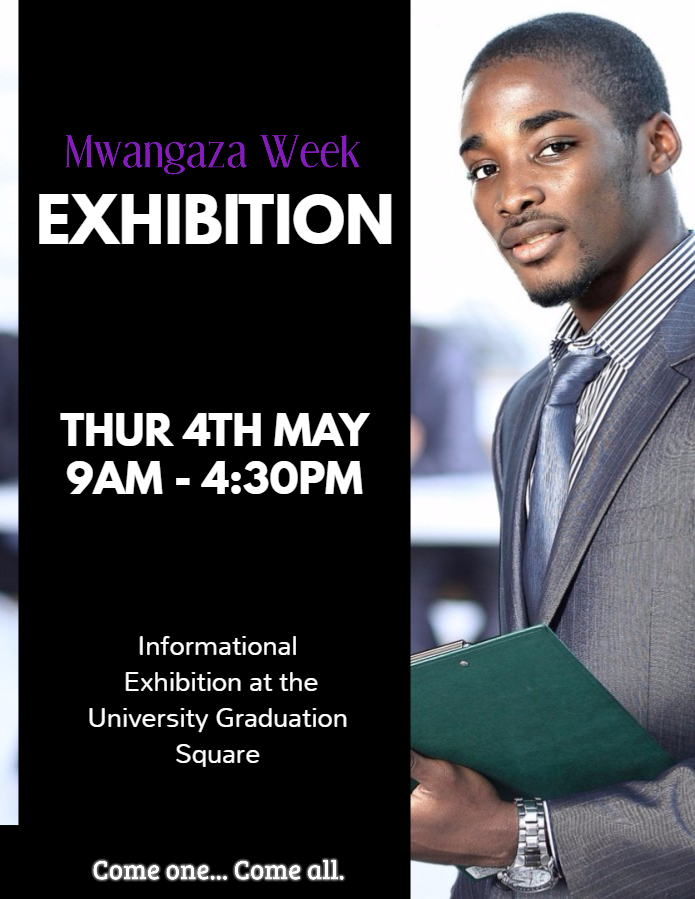 Mwangaza Week
EXHIBITION
THUR 4TH MAY
9AM - 4:30PM
Informational
Exhibition at the
University Graduation
Square
Come one... Come all.